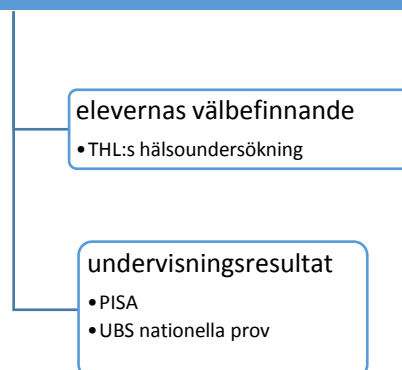 elevernas välbefinnande
•THL:s hälsoundersökning
undervisningsresultat
•PISA
•UBS nationella prov